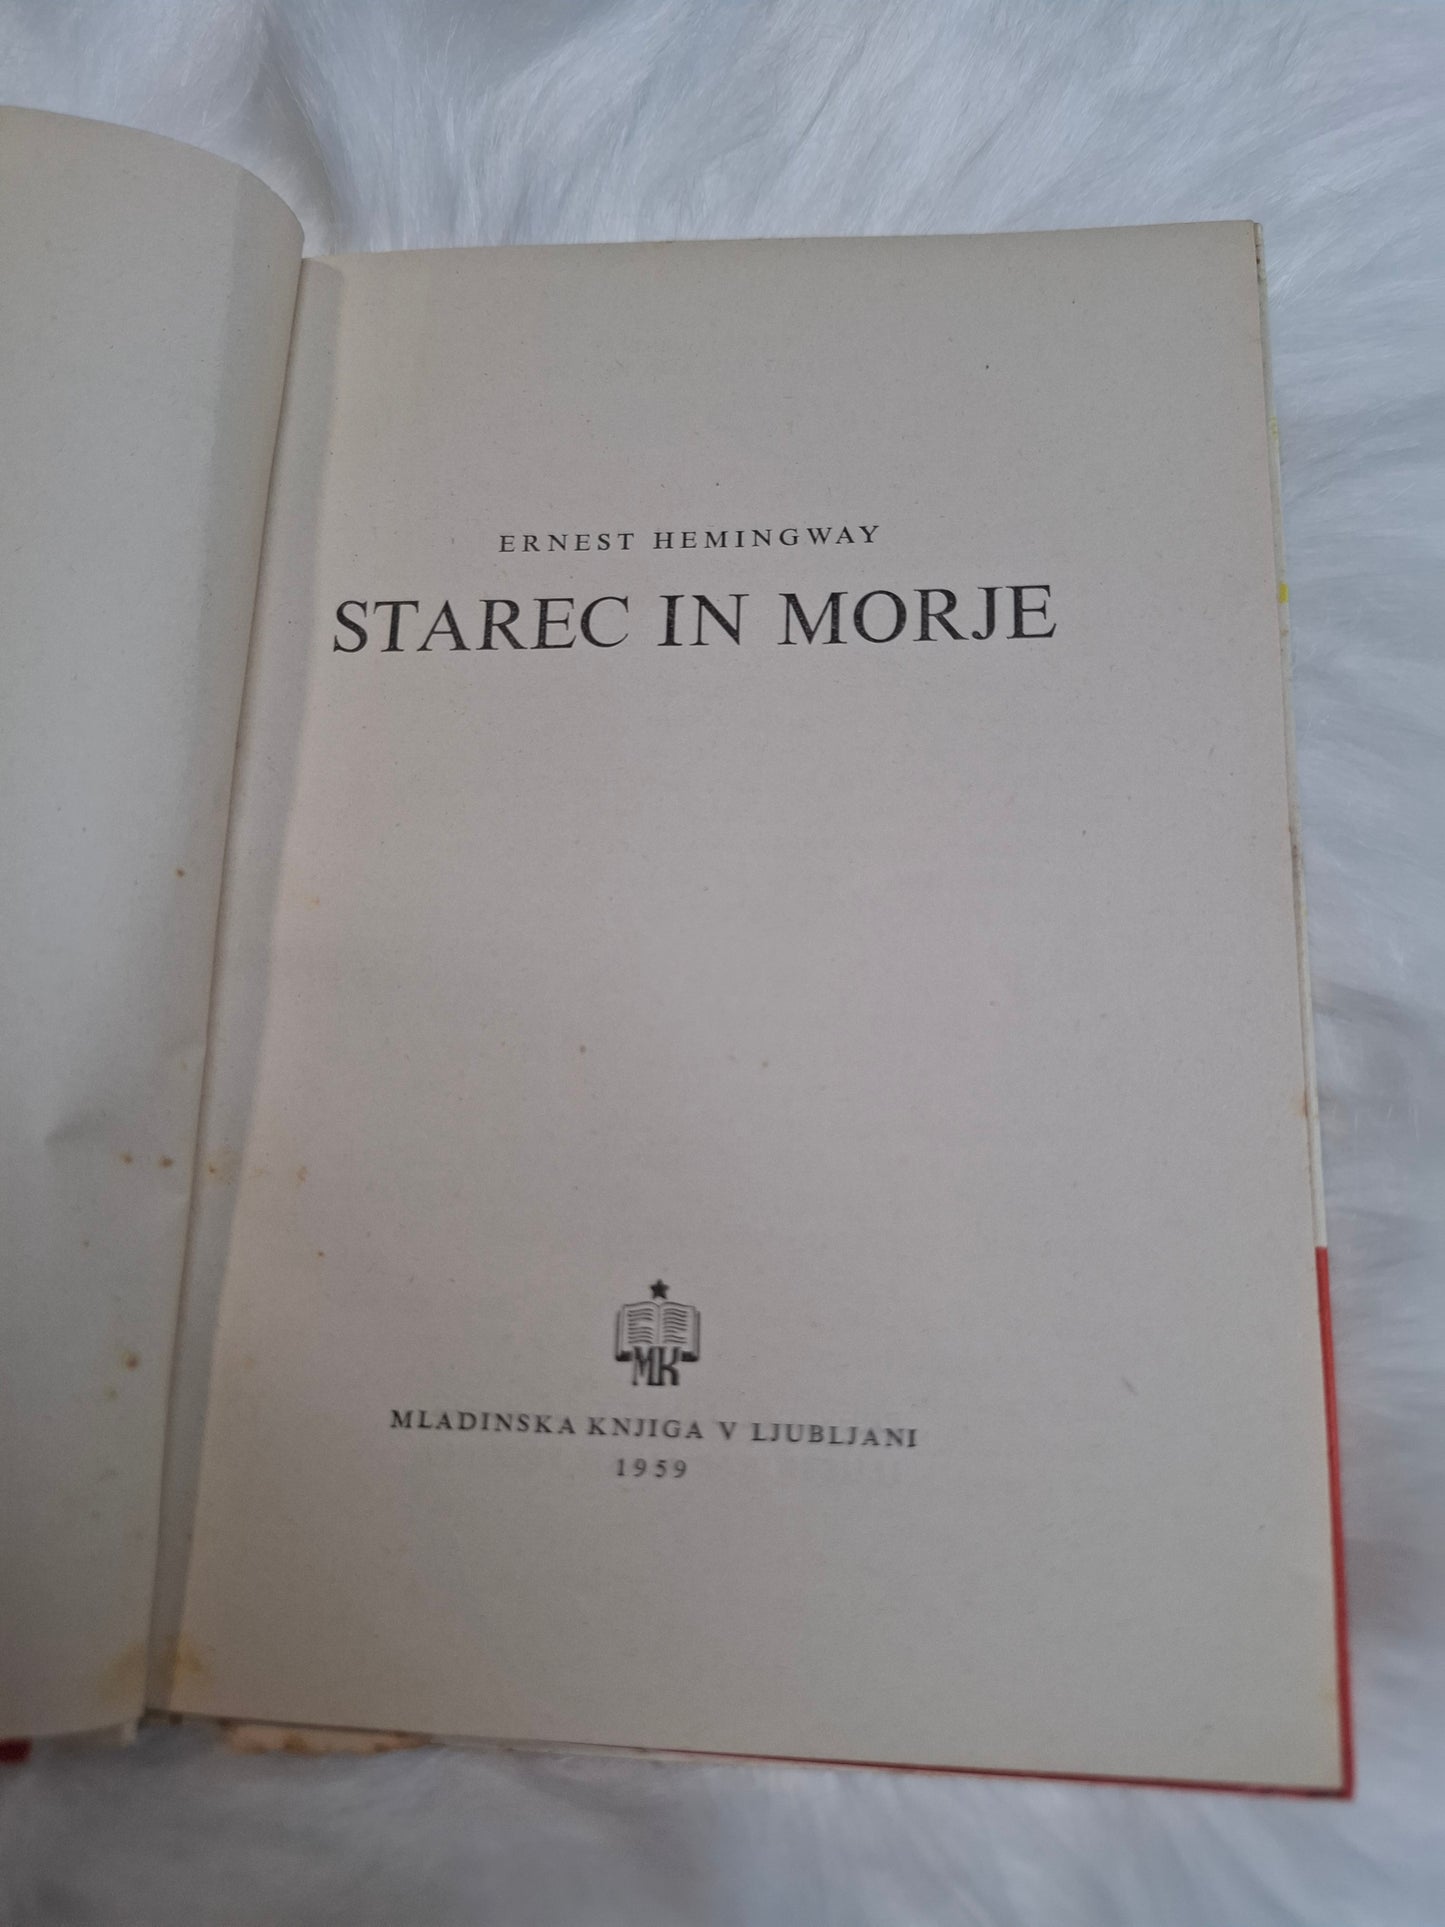 ERNEST HEMINGWAY
STAREC IN MORJE
MK
MLADINSKA KNJIGA V LJUBLJANI
1959